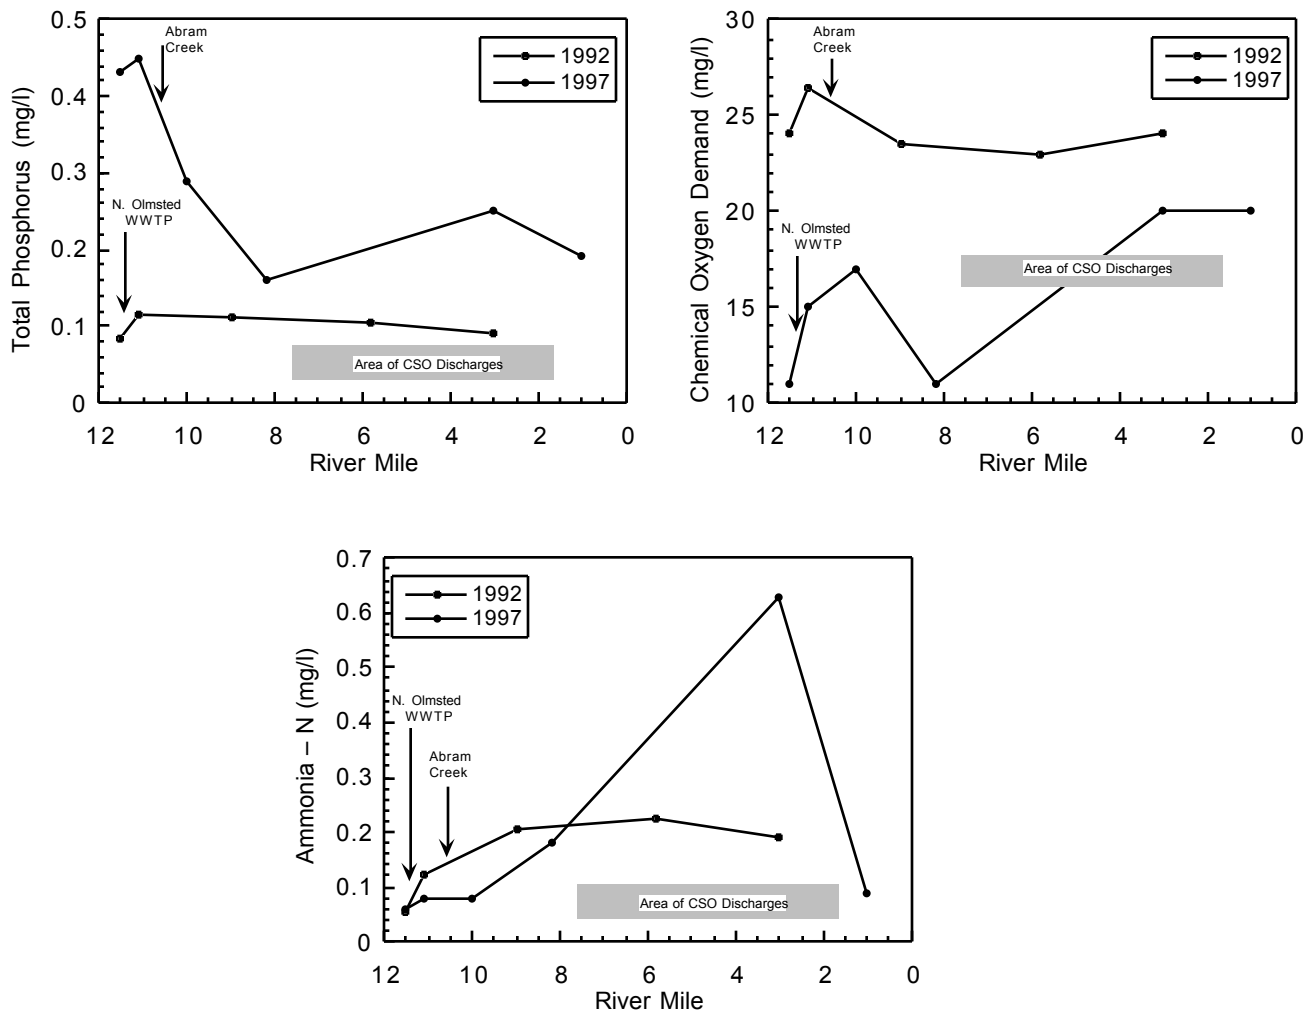 Total Phosphorus (mg/l)
0.5
0.4
0.3
0.2
0.1
0
Abram
Creek
1992
1997
N. Olmsted
WWTP
Area of CSO Discharges
12
10
8
6
4
2
0
River Mile
Chemical Oxygen Demand (mg/l)
30
25
20
15
10
Abram
Creek
1992
1997
N. Olmsted
WWTP
Area of CSO Discharges
12
10
8
6
4
2
0
River Mile
Ammonia – N (mg/l)
0.7
0.6
0.5
0.4
0.3
0.2
0.1
0
1992
1997
N. Olmsted
WWTP
Abram
Creek
Area of CSO Discharges
12
10
8
6
4
2
0
River Mile